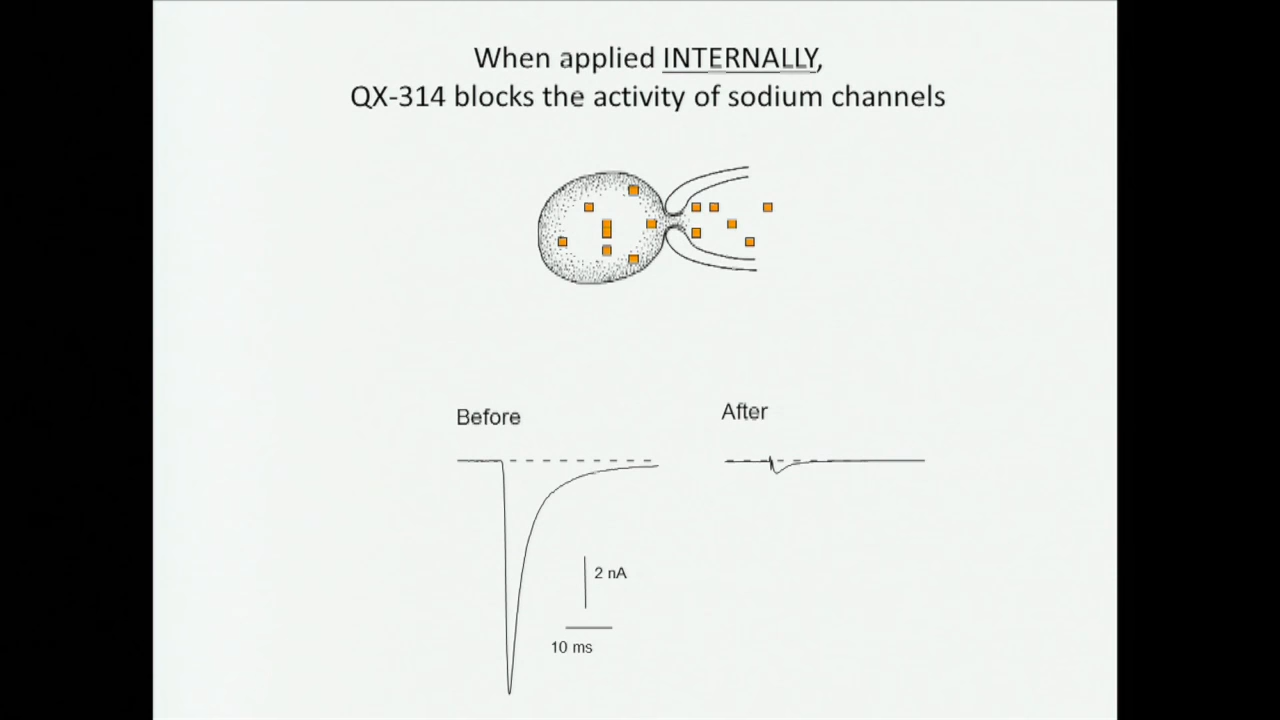 When applied INTERNALLY,
QX-314 blocks the activity of sodium channels
Before
After
2 nA
10 ms